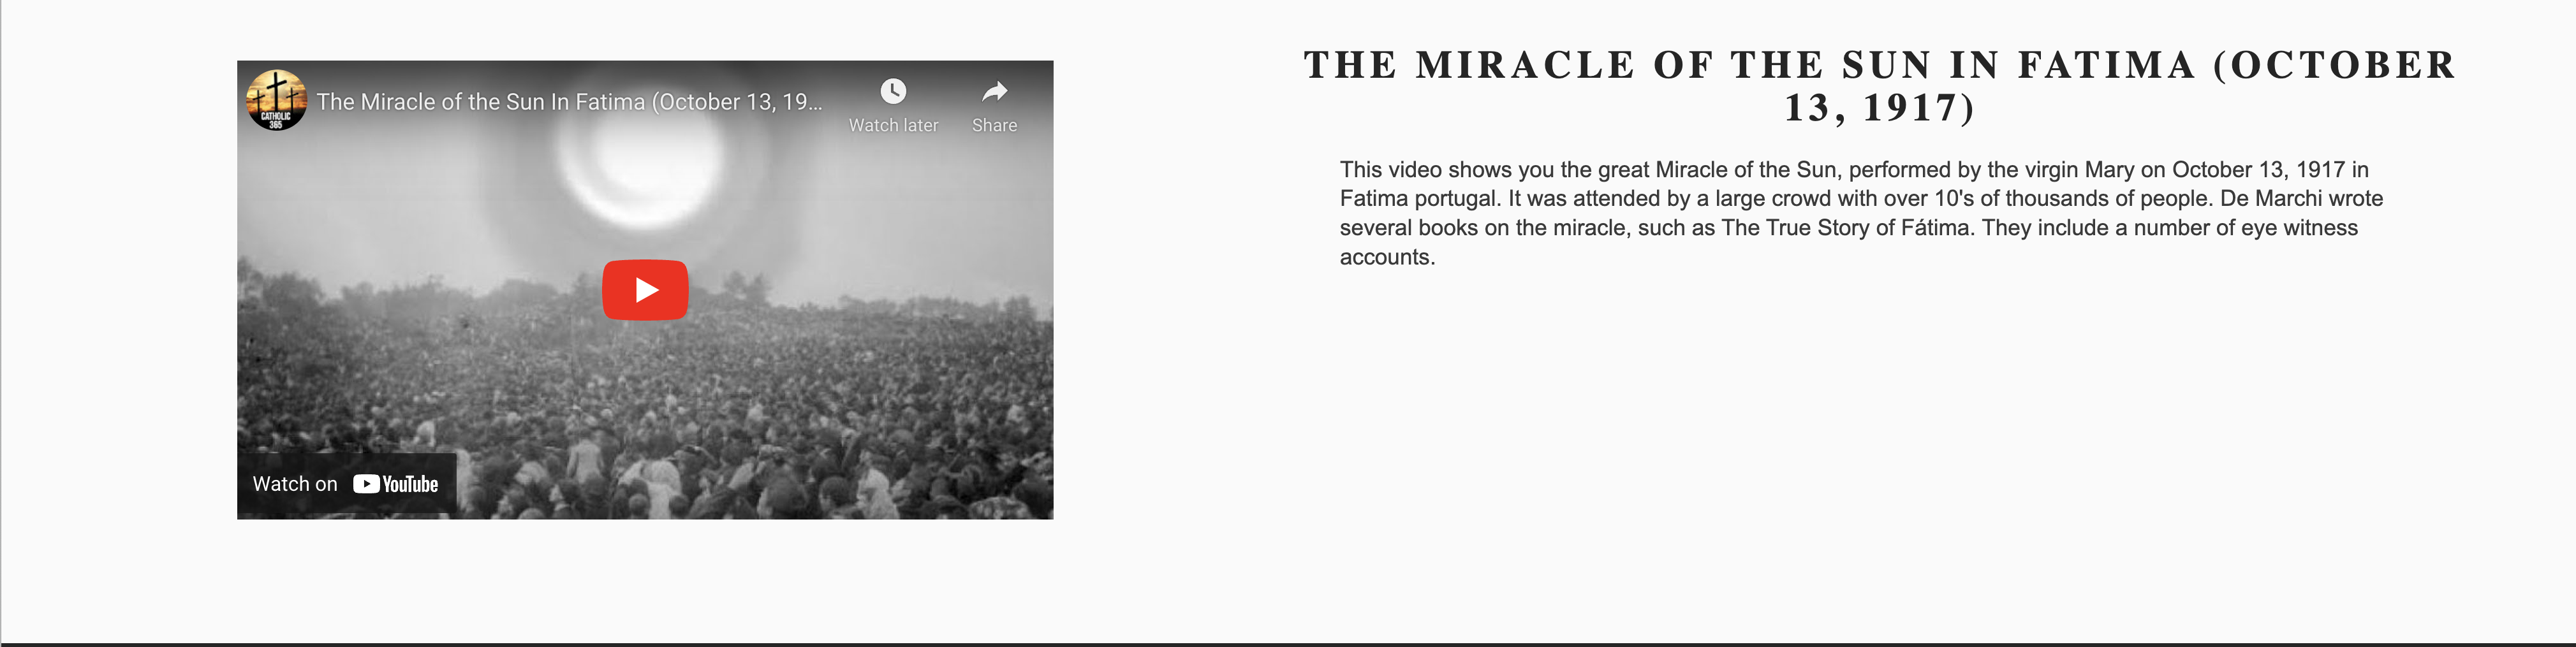 CATHOLIC
365
The Miracle of the Sun In Fatima (October 13, 19...
Watch later
Share
Watch on YouTube
THE MIRACLE OF THE SUN IN FATIMA (OCTOBER
13, 1917)
This video shows you the great Miracle of the Sun, performed by the virgin Mary on October 13, 1917 in
Fatima portugal. It was attended by a large crowd with over 10's of thousands of people. De Marchi wrote
several books on the miracle, such as The True Story of Fátima. They include a number of eye witness
accounts.